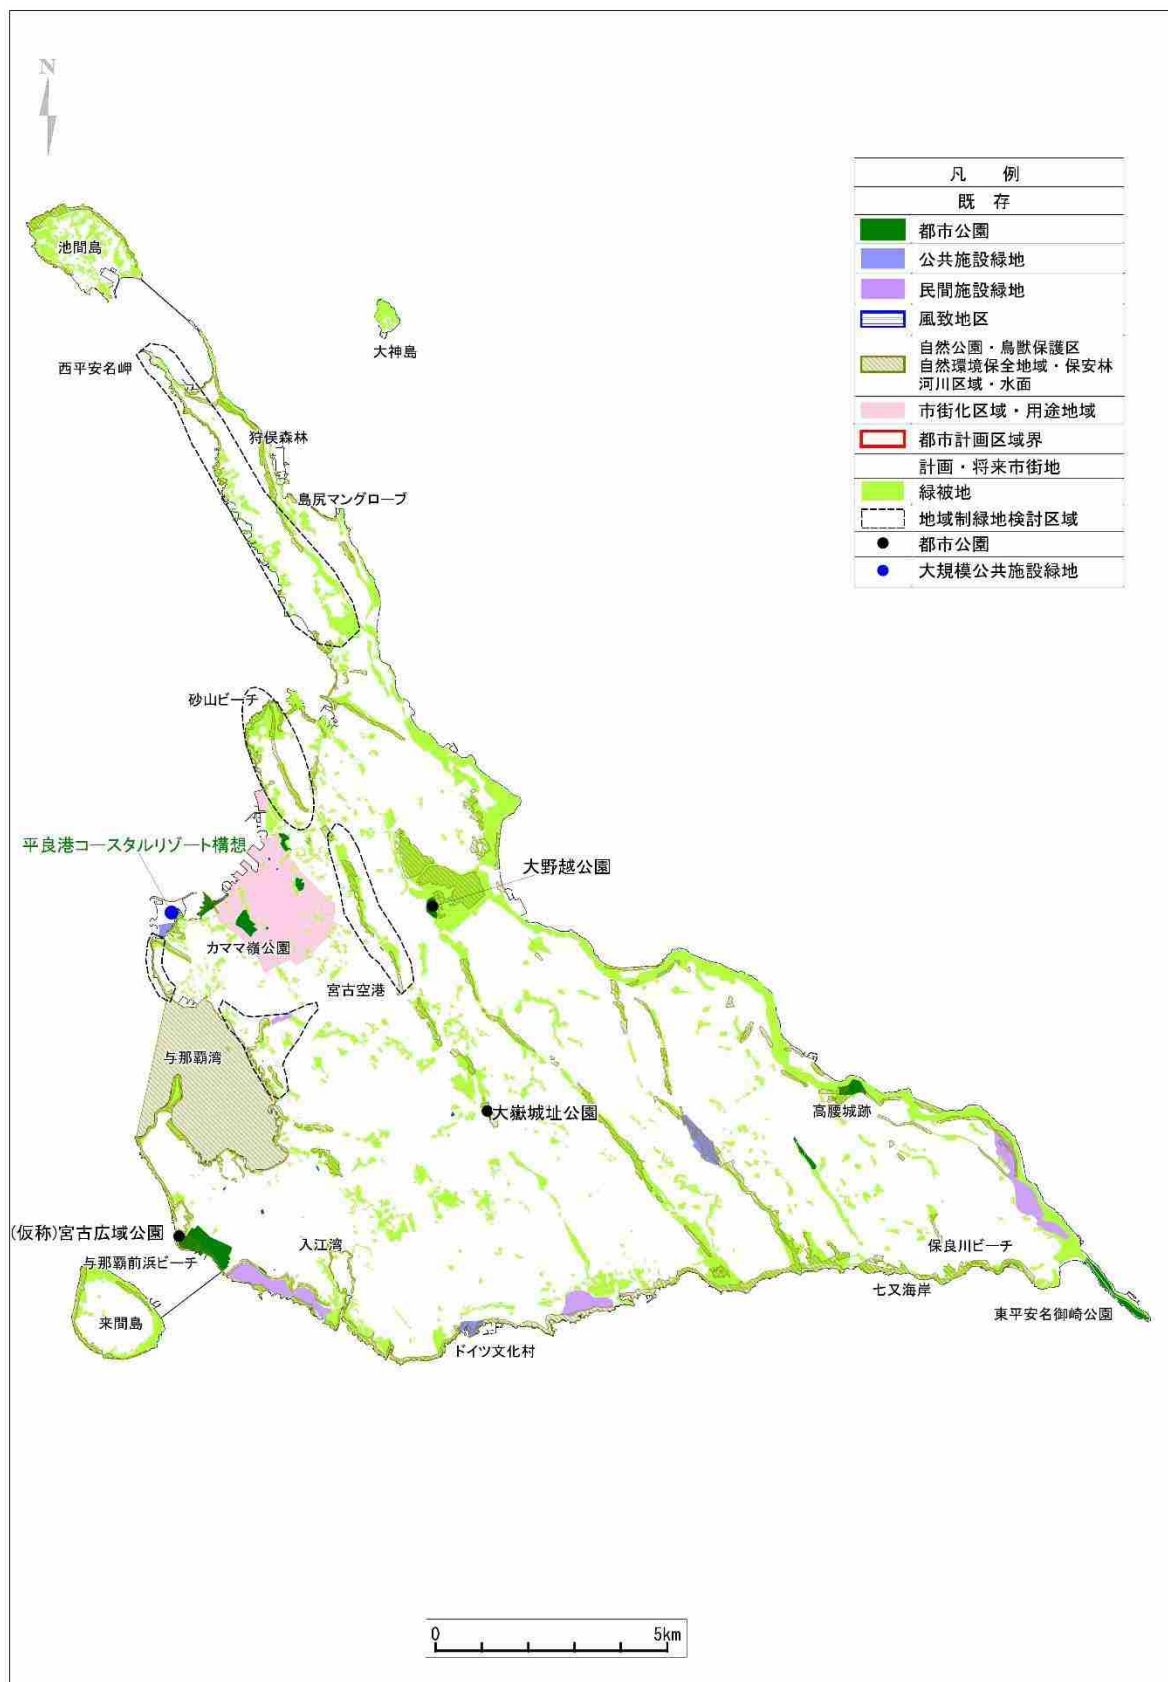 N
凡　例
既　存
都市公園
公共施設緑地
民間施設緑地
風致地区
自然公園・鳥獣保護区
自然環境保全地域・保安林
河川区域・水面
市街化区域・用途地域
都市計画区域界
計画・将来市街地
緑被地
地域制緑地検討区域
都市公園
大規模公共施設緑地
池間島
大神島
西平安名岬
狩俣森林
島尻マングローブ
砂山ビーチ
平良港コースタルリゾート構想
大野越公園
カママ嶺公園
宮古空港
与那覇湾
大嶽城址公園
高腰城跡
(仮称)宮古広域公園
入江湾
保良川ビーチ
与那覇前浜ビーチ
七又海岸
来間島
東平安名御崎公園
ドイツ文化村
0 5km